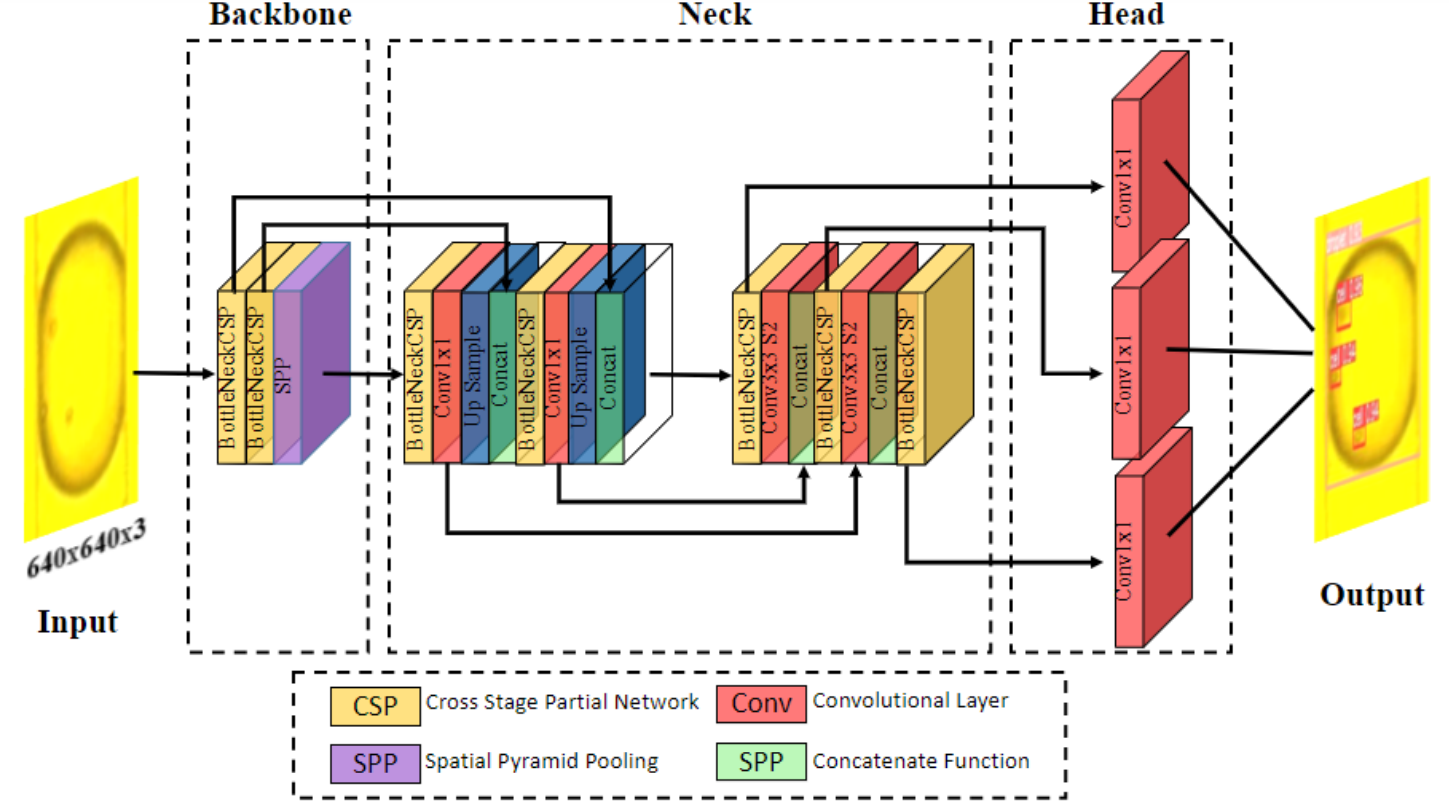 Backbone
Neck
Head
BottleNeckCSP
BottleNeckCSP
SPP
BottleNeckCSP
Conv1x1
Up Sample
Concat
BottleNeckCSP
Conv1x1
Up Sample
Concat
BottleNeckCSP
Conv3x3 S2
Concat
BottleNeckCSP
Conv3x3 S2
Concat
BottleNeckCSP
Conv1x1
Conv1x1
Conv1x1
640x640x3
Input
Output
CSP Cross Stage Partial Network
Conv Convolutional Layer
SPP Spatial Pyramid Pooling
SPP Concatenate Function